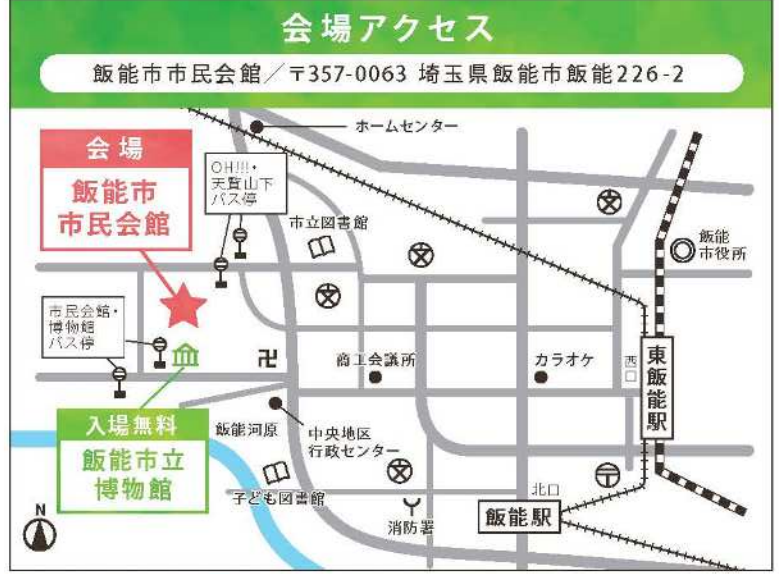 会場アクセス
飯能市市民会館／〒357-0063 埼玉県飯能市飯能226-2
ホームセンター
会場
飯能市
市民会館
OH!!!・
天覧山下
バス停
市立図書館
飯能
市役所
市民会館・
博物館
バス停
商工会議所
カラオケ
西口
東飯能駅
入場無料
飯能市立
博物館
飯能河原
中央地区
行政センター
子ども図書館
消防署
北口
飯能駅
N